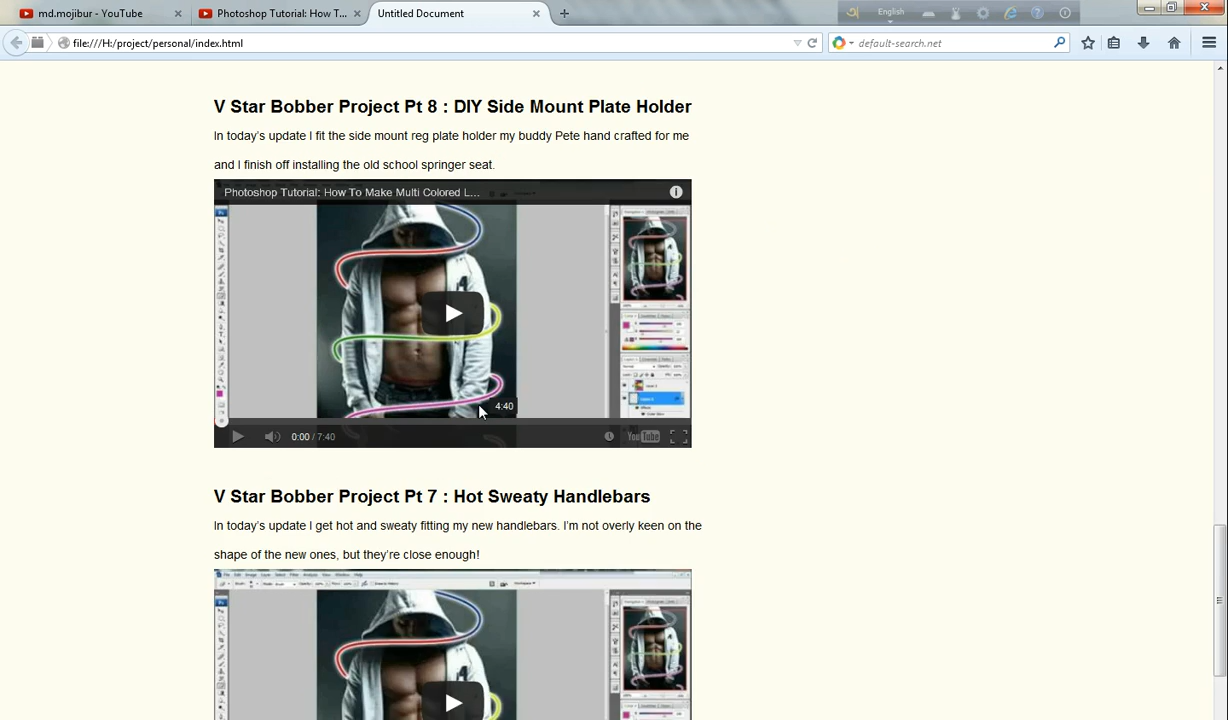 md.mojibur - YouTube
Photoshop Tutorial: How T...
Untitled Document
English
file:///H:/project/personal/index.html
default-search.net
V Star Bobber Project Pt 8 : DIY Side Mount Plate Holder
In today's update I fit the side mount reg plate holder my buddy Pete hand crafted for me
and I finish off installing the old school springer seat.
Photoshop Tutorial: How To Make Multi Colored L...
4:40
0:00 / 7:40
YouTube
V Star Bobber Project Pt 7 : Hot Sweaty Handlebars
In today's update I get hot and sweaty fitting my new handlebars. I'm not overly keen on the
shape of the new ones, but they're close enough!